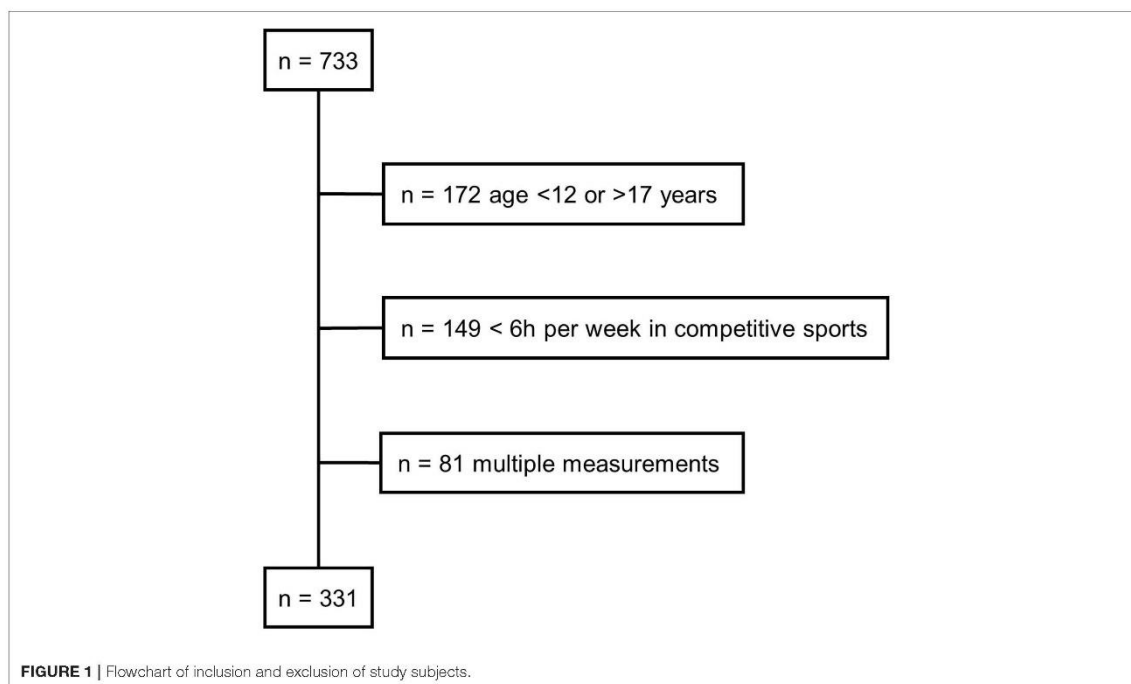 n = 733
n = 172 age <12 or >17 years
n = 149 < 6h per week in competitive sports
n = 81 multiple measurements
n = 331
FIGURE 1 | Flowchart of inclusion and exclusion of study subjects.